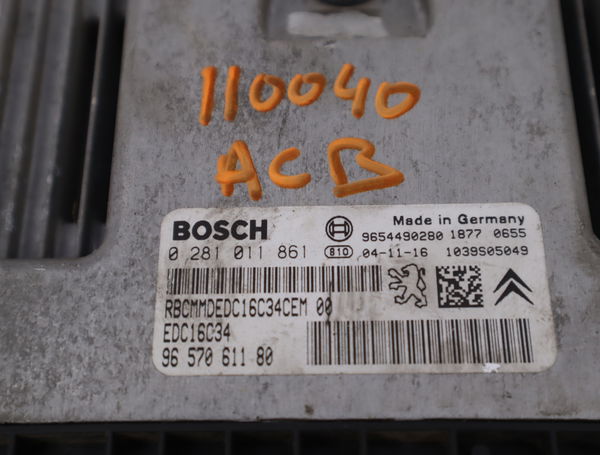 110040
ACB
BOSCH
Made in Germany
9654490280 1877 0655
0 281 011 861 810 04-11-16 1039S05049
RBCMMDEDC16C34CEM 00
EDC16C34
96 570 611 80